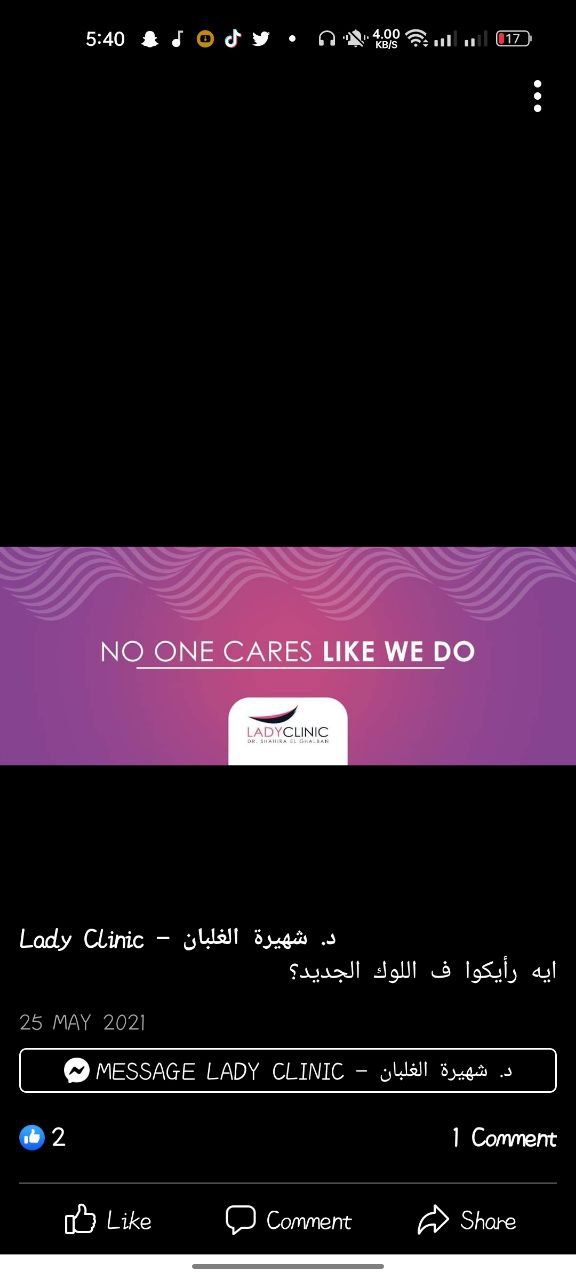 5:40
4.00
KB/S
17
NO ONE CARES LIKE WE DO
LADYCLINIC
DR. SHAHIRA EL GHALBAN
Lady Clinic - د. شهيرة الغلبان
ايه رأيكوا ف اللوك الجديد؟
25 MAY 2021
MESSAGE LADY CLINIC - د. شهيرة الغلبان
2
1 Comment
Like
Comment
Share